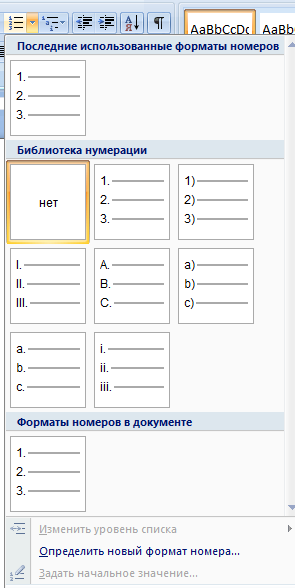 AaBbCcDc AaB
Последние использованные форматы номеров
1.
2.
3.
Библиотека нумерации
нет
1.
2.
3.
1)
2)
3)
I.
II.
III.
A.
B.
C.
a)
b)
c)
a.
b.
c.
i.
ii.
iii.
Форматы номеров в документе
1.
2.
3.
Изменить уровень списка
Определить новый формат номера...
Задать начальное значение...